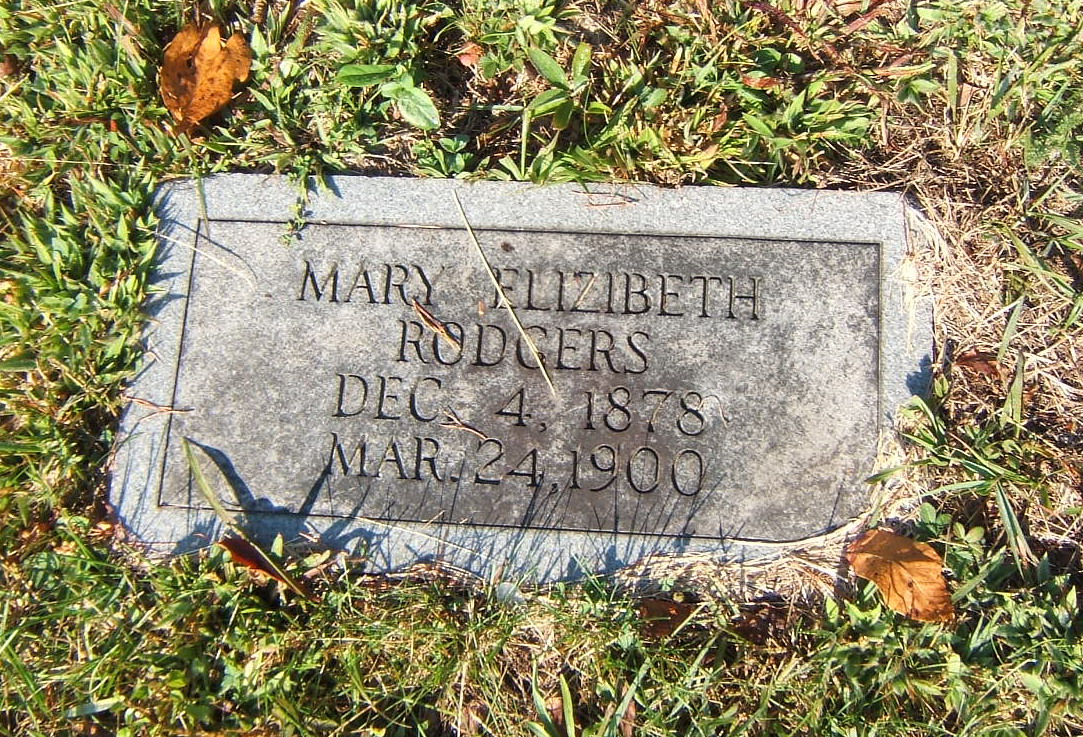 MARY ELIZIBETH
RODGERS
DEC. 4, 1878
MAR. 24, 1900